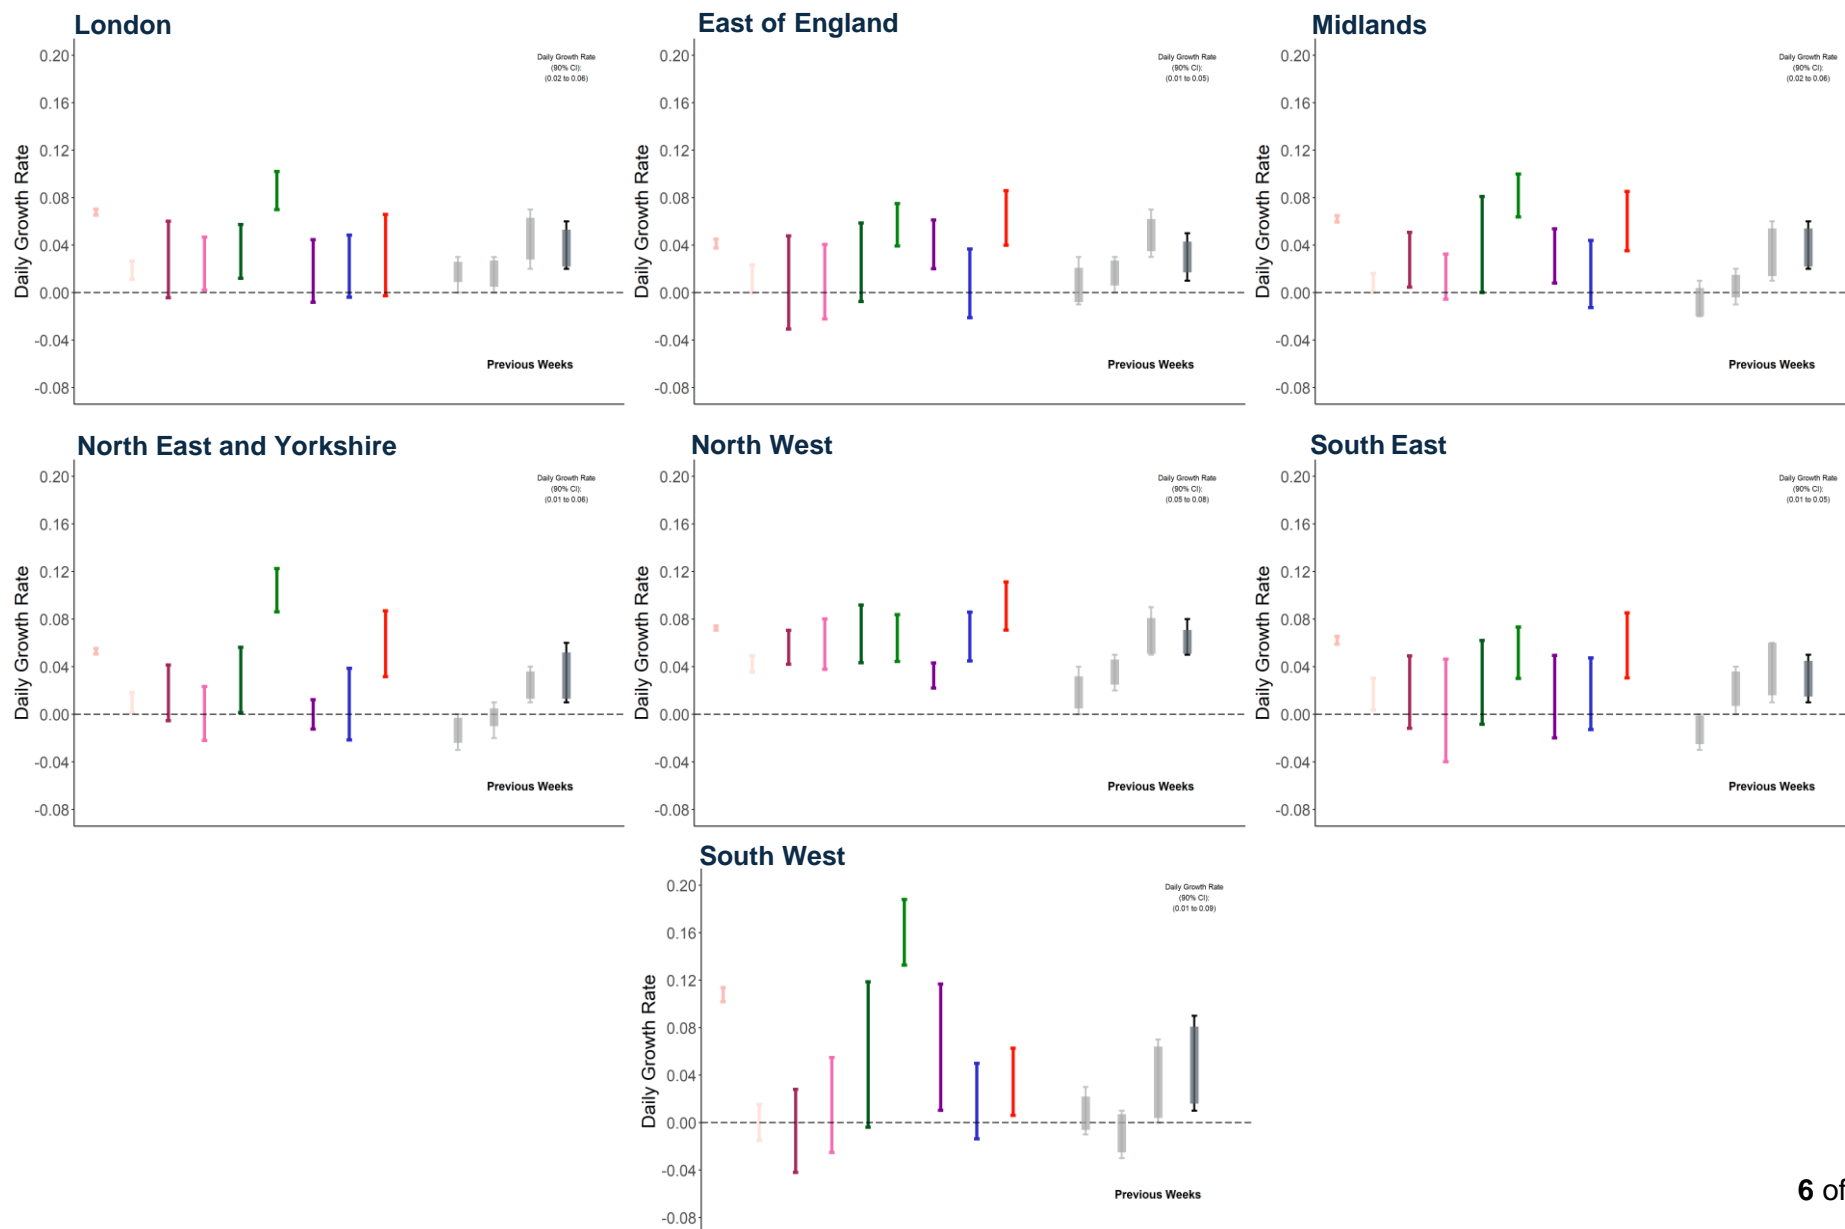 London
0.20
0.16
0.12
0.08
0.04
0.00
-0.04
-0.08
Daily Growth Rate
Daily Growth Rate
(90% CI):
(0.02 to 0.06)
Previous Weeks
East of England
0.20
0.16
0.12
0.08
0.04
0.00
-0.04
-0.08
Daily Growth Rate
Daily Growth Rate
(90% CI):
(0.01 to 0.05)
Previous Weeks
Midlands
0.20
0.16
0.12
0.08
0.04
0.00
-0.04
-0.08
Daily Growth Rate
Daily Growth Rate
(90% CI):
(0.02 to 0.06)
Previous Weeks
North East and Yorkshire
0.20
0.16
0.12
0.08
0.04
0.00
-0.04
-0.08
Daily Growth Rate
Daily Growth Rate
(90% CI):
(0.01 to 0.06)
Previous Weeks
North West
0.20
0.16
0.12
0.08
0.04
0.00
-0.04
-0.08
Daily Growth Rate
Daily Growth Rate
(90% CI):
(0.05 to 0.08)
Previous Weeks
South East
0.20
0.16
0.12
0.08
0.04
0.00
-0.04
-0.08
Daily Growth Rate
Daily Growth Rate
(90% CI):
(0.01 to 0.05)
Previous Weeks
South West
0.20
0.16
0.12
0.08
0.04
0.00
-0.04
-0.08
Daily Growth Rate
Daily Growth Rate
(90% CI):
(0.01 to 0.09)
Previous Weeks
6 of